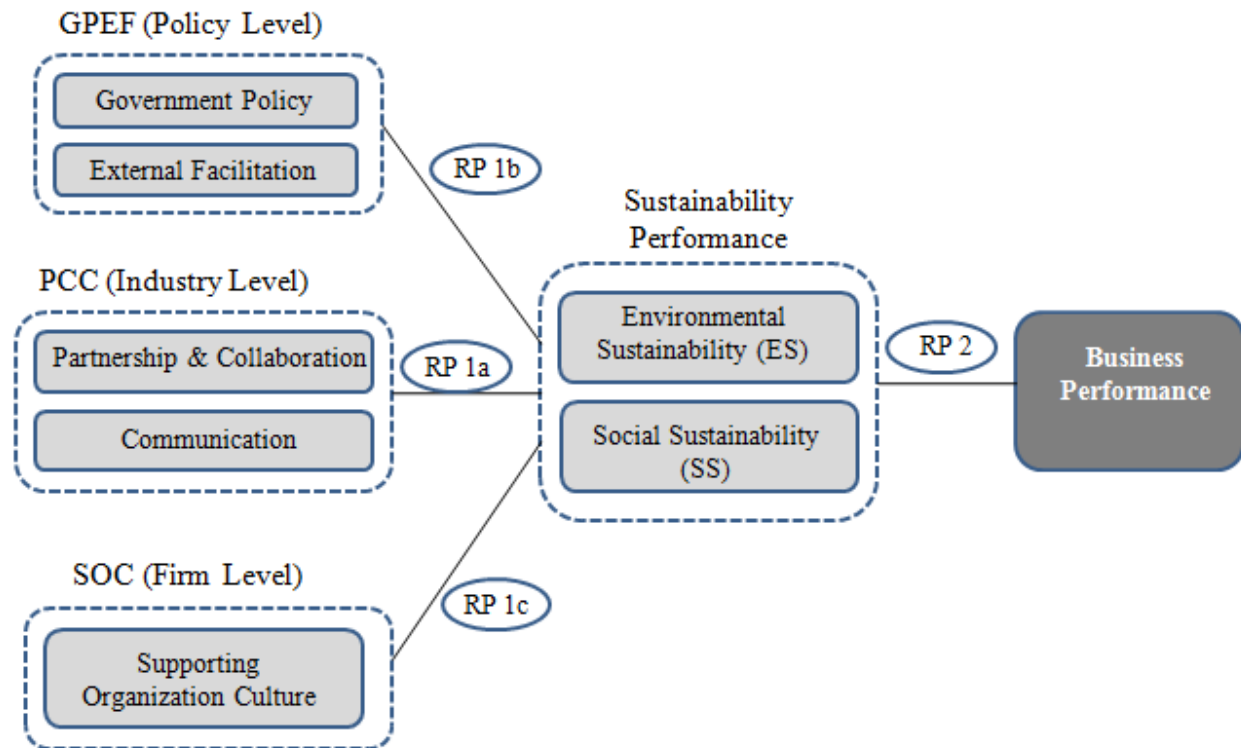 GPEF (Policy Level)
Government Policy
External Facilitation
RP 1b
PCC (Industry Level)
Partnership & Collaboration
Communication
RP 1a
SOC (Firm Level)
Supporting
Organization Culture
RP 1c
Sustainability
Performance
Environmental
Sustainability (ES)
Social Sustainability
(SS)
RP 2
Business
Performance